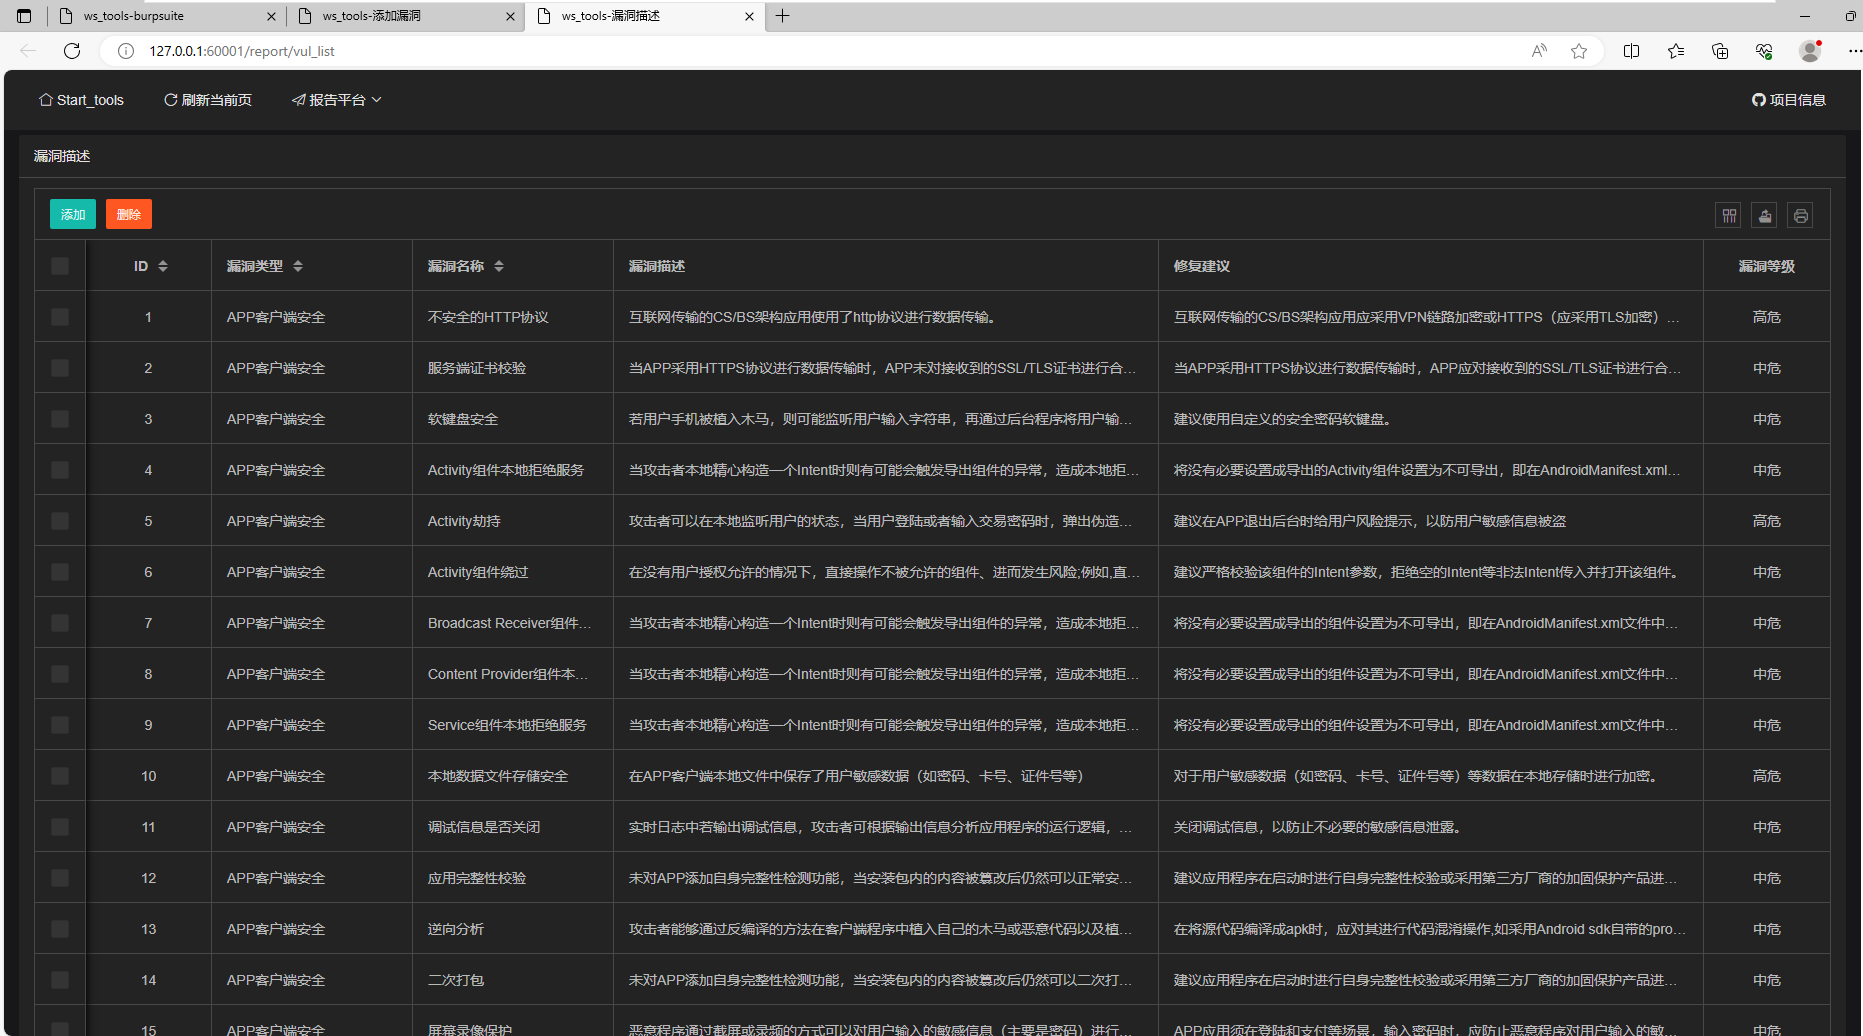 ws_tools-burpsuite
ws_tools-添加漏洞
ws_tools-漏洞描述
127.0.0.1:60001/report/vul_list
Start_tools 刷新当前页 报告平台 项目信息
漏洞描述
添加 删除
ID 漏洞类型 漏洞名称 漏洞描述 修复建议 漏洞等级
1 APP客户端安全 不安全的HTTP协议 互联网传输的CS/BS架构应用使用了http协议进行数据传输。 互联网传输的CS/BS架构应用应采用VPN链路加密或HTTPS（应采用TLS加密）... 高危
2 APP客户端安全 服务端证书校验 当APP采用HTTPS协议进行数据传输时，APP未对接收到的SSL/TLS证书进行合... 当APP采用HTTPS协议进行数据传输时，APP应对接收到的SSL/TLS证书进行合... 中危
3 APP客户端安全 软键盘安全 若用户手机被植入木马，则可能监听用户输入字符串，再通过后台程序将用户输... 建议使用自定义的安全密码软键盘。 中危
4 APP客户端安全 Activity组件本地拒绝服务 当攻击者本地精心构造一个Intent时则有可能会触发导出组件的异常，造成本地拒... 将没有必要设置成导出的Activity组件设置为不可导出，即在AndroidManifest.xml... 中危
5 APP客户端安全 Activity劫持 攻击者可以在本地监听用户的状态，当用户登陆或者输入交易密码时，弹出伪造... 建议在APP退出后台时给用户风险提示，以防用户敏感信息被盗 高危
6 APP客户端安全 Activity组件绕过 在没有用户授权允许的情况下，直接操作不被允许的组件、进而发生风险;例如,直... 建议严格校验该组件的Intent参数，拒绝空的Intent等非法Intent传入并打开该组件。 中危
7 APP客户端安全 Broadcast Receiver组件... 当攻击者本地精心构造一个Intent时则有可能会触发导出组件的异常，造成本地拒... 将没有必要设置成导出的组件设置为不可导出，即在AndroidManifest.xml文件中... 中危
8 APP客户端安全 Content Provider组件本... 当攻击者本地精心构造一个Intent时则有可能会触发导出组件的异常，造成本地拒... 将没有必要设置成导出的组件设置为不可导出，即在AndroidManifest.xml文件中... 中危
9 APP客户端安全 Service组件本地拒绝服务 当攻击者本地精心构造一个Intent时则有可能会触发导出组件的异常，造成本地拒... 将没有必要设置成导出的组件设置为不可导出，即在AndroidManifest.xml文件中... 中危
10 APP客户端安全 本地数据文件存储安全 在APP客户端本地文件中保存了用户敏感数据（如密码、卡号、证件号等） 对于用户敏感数据（如密码、卡号、证件号等）等数据在本地存储时进行加密。 高危
11 APP客户端安全 调试信息是否关闭 实时日志中若输出调试信息，攻击者可根据输出信息分析应用程序的运行逻辑，... 关闭调试信息，以防止不必要的敏感信息泄露。 中危
12 APP客户端安全 应用完整性校验 未对APP添加自身完整性检测功能，当安装包内的内容被篡改后仍然可以正常安... 建议应用程序在启动时进行自身完整性校验或采用第三方厂商的加固保护产品进... 中危
13 APP客户端安全 逆向分析 攻击者能够通过反编译的方法在客户端程序中植入自己的木马或恶意代码以及植... 在将源代码编译成apk时，应对其进行代码混淆操作,如采用Android sdk自带的pro... 中危
14 APP客户端安全 二次打包 未对APP添加自身完整性检测功能，当安装包内的内容被篡改后仍然可以二次打... 建议应用程序在启动时进行自身完整性校验或采用第三方厂商的加固保护产品进... 中危
15 APP客户端安全 屏幕录像保护 恶意程序通过截屏或录频的方式可以对用户输入的敏感信息（主要是密码）进行... APP应用须在登陆和支付等场景，输入密码时，应防止恶意程序对用户输入的敏... 中危